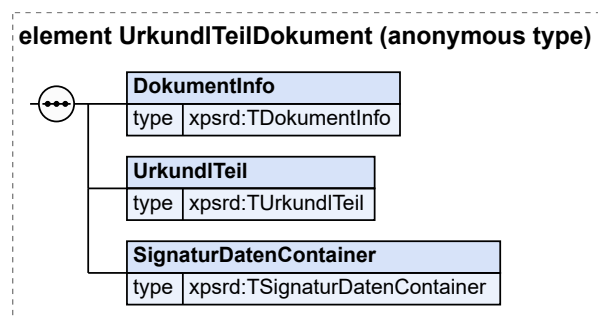 element UrkundlTeilDokument (anonymous type)
DokumentInfo
type xpsrd:TDokumentInfo
UrkundlTeil
type xpsrd:TUrkundlTeil
SignaturDatenContainer
type xpsrd:TSignaturDatenContainer